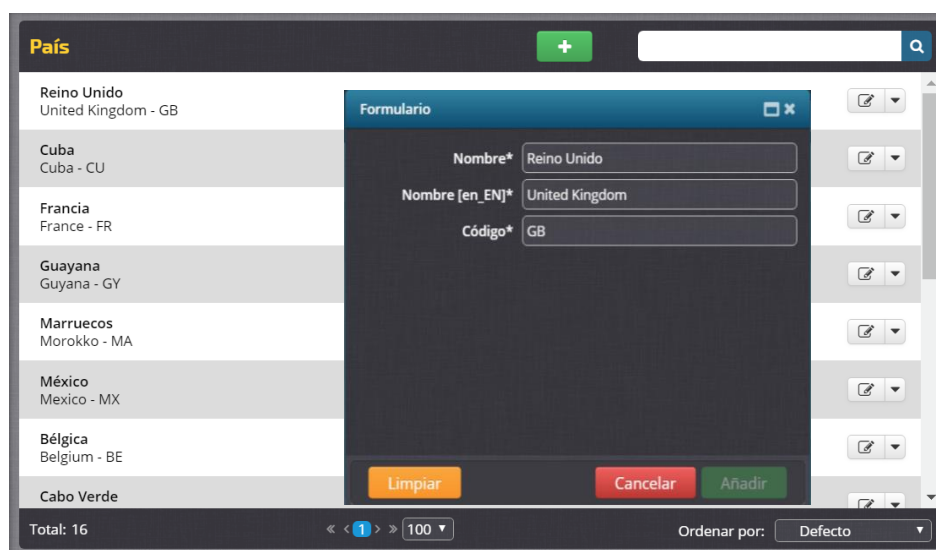 País
+
Reino Unido
United Kingdom - GB
Cuba
Cuba - CU
Francia
France - FR
Guayana
Guyana - GY
Marruecos
Morokko - MA
México
Mexico - MX
Bélgica
Belgium - BE
Cabo Verde
Formulario
Nombre* Reino Unido
Nombre [en_EN]* United Kingdom
Código* GB
Limpiar Cancelar Añadir
Total: 16 « < 1 > » 100 Ordenar por: Defecto